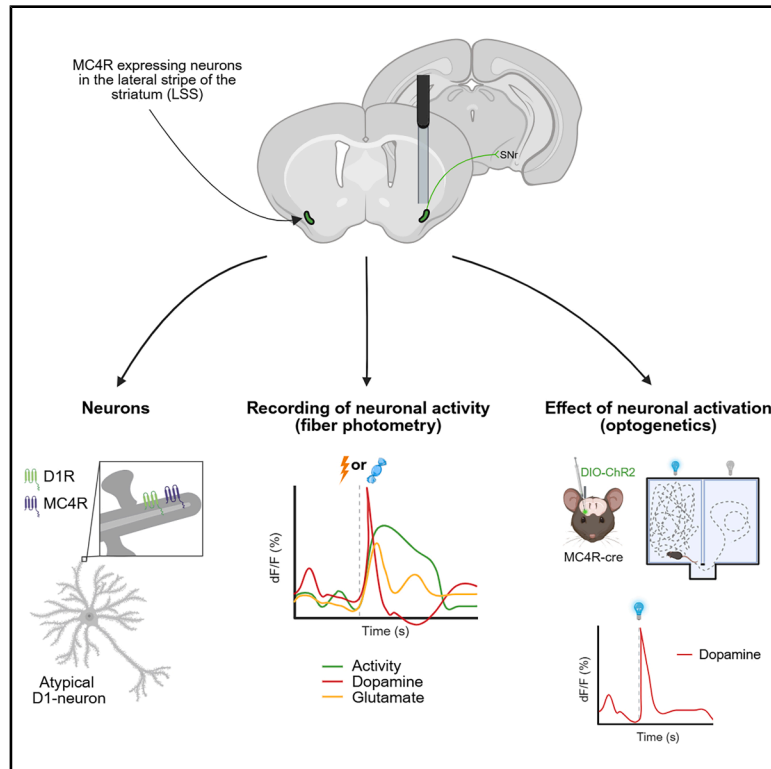 MC4R expressing neurons
in the lateral stripe of the
striatum (LSS)
SNr
Neurons
D1R
MC4R
Atypical
D1-neuron
Recording of neuronal activity
(fiber photometry)
or
dF/F (%)
Time (s)
Activity
Dopamine
Glutamate
Effect of neuronal activation
(optogenetics)
DIO-ChR2
MC4R-cre
dF/F (%)
Dopamine
Time (s)